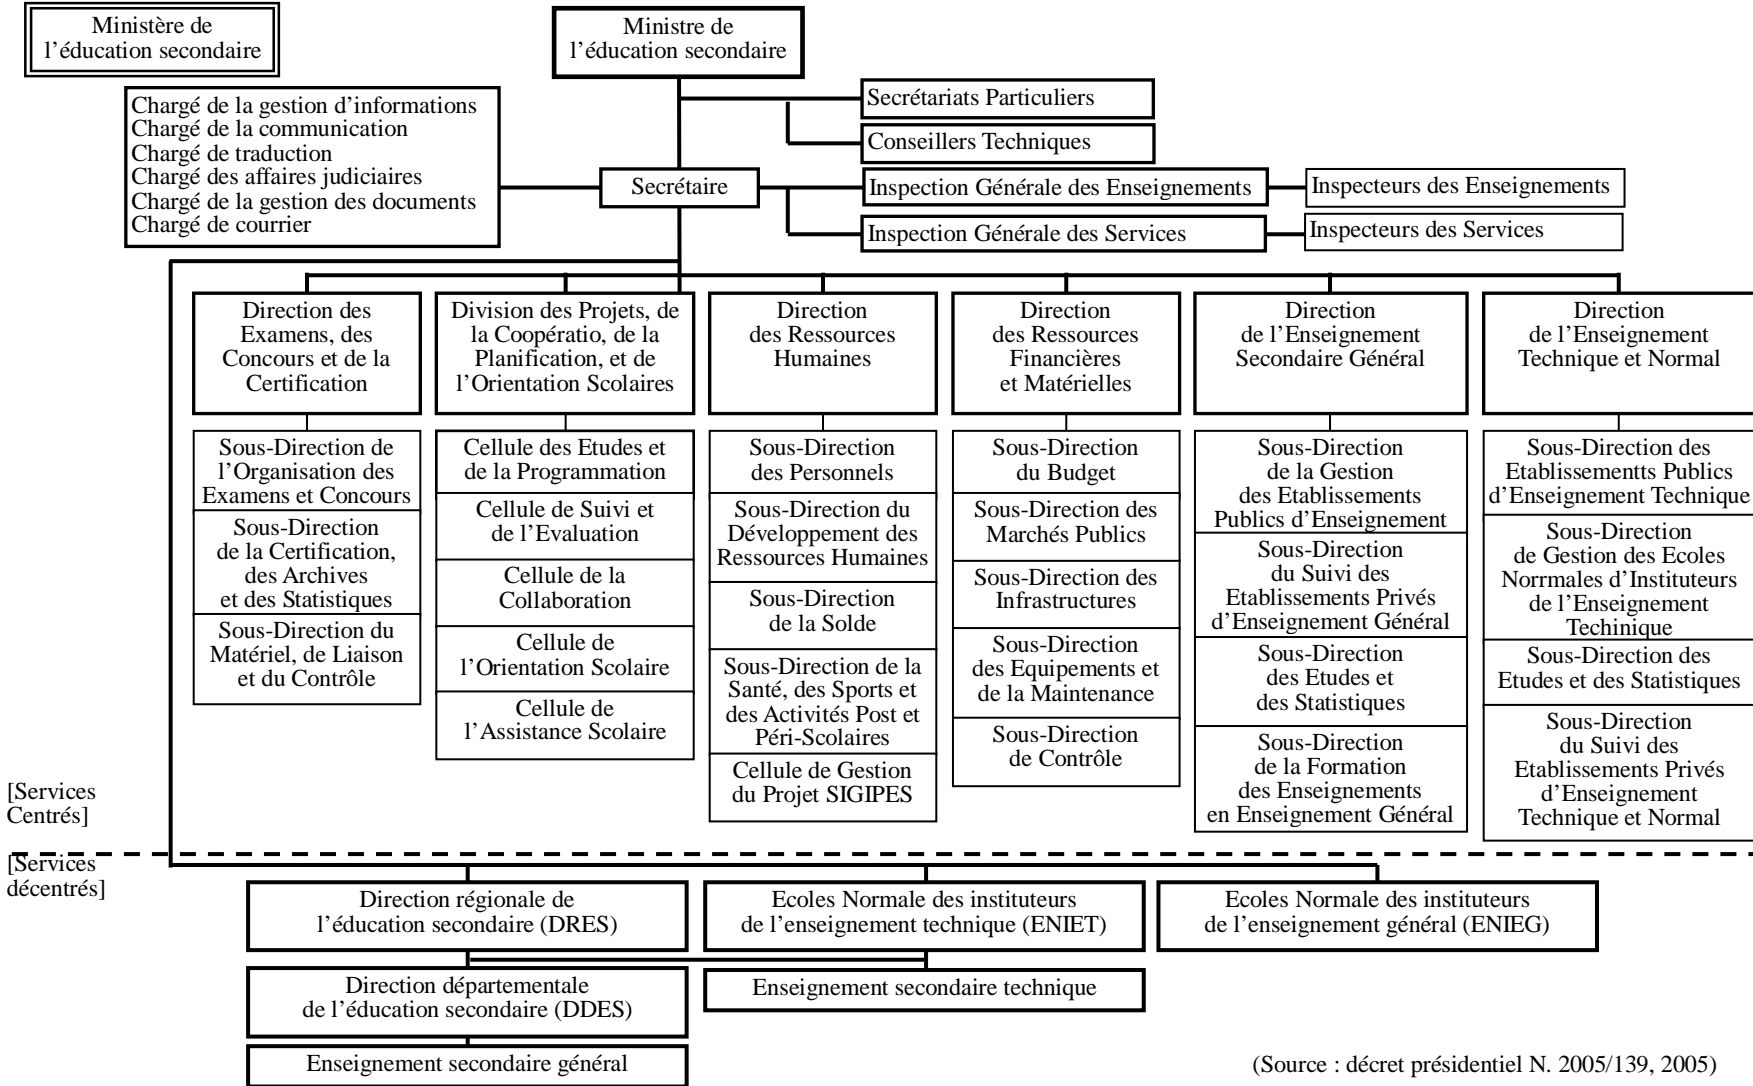 Ministère de
l'éducation secondaire
Ministre de
l'éducation secondaire
Chargé de la gestion d'informations
Chargé de la communication
Chargé de traduction
Chargé des affaires judiciaires
Chargé de la gestion des documents
Chargé de courrier
Secrétariats Particuliers
Conseillers Techniques
Secrétaire
Inspection Générale des Enseignements
Inspecteurs des Enseignements
Inspection Générale des Services
Inspecteurs des Services
Direction des
Examens, des
Concours et de la
Certification
Division des Projets, de
la Coopératio, de la
Planification, et de
l'Orientation Scolaires
Direction
des Ressources
Humaines
Direction
des Ressources
Financières
et Matérielles
Direction
de l'Enseignement
Secondaire Général
Direction
de l'Enseignement
Technique et Normal
Sous-Direction de
l'Organisation des
Examens et Concours
Sous-Direction
de la Certification,
des Archives
et des Statistiques
Sous-Direction du
Matériel, de Liaison
et du Contrôle
Cellule des Etudes et
de la Programmation
Cellule de Suivi et
de l'Evaluation
Cellule de la
Collaboration
Cellule de
l'Orientation Scolaire
Cellule de
l'Assistance Scolaire
Sous-Direction
des Personnels
Sous-Direction du
Développement des
Ressources Humaines
Sous-Direction
de la Solde
Sous-Direction de la
Santé, des Sports et
des Activités Post et
Péri-Scolaires
Cellule de Gestion
du Projet SIGIPES
Sous-Direction
du Budget
Sous-Direction des
Marchés Publics
Sous-Direction des
Infrastructures
Sous-Direction
des Equipements et
de la Maintenance
Sous-Direction
de Contrôle
Sous-Direction
de la Gestion
des Etablissements
Publics d'Enseignement
Sous-Direction
du Suivi des
Etablissements Privés
d'Enseignement Général
Sous-Direction
des Etudes et
des Statistiques
Sous-Direction
de la Formation
des Enseignements
en Enseignement Général
Sous-Direction des
Etablissementts Publics
d'Enseignement Technique
Sous-Direction
de Gestion des Ecoles
Norrmales d'Instituteurs
de l'Enseignement
Techinique
Sous-Direction des
Etudes et des Statistiques
Sous-Direction
du Suivi des
Etablissements Privés
d'Enseignement
Technique et Normal
[Services
Centrés]
[Services
décentrés]
Direction régionale de
l'éducation secondaire (DRES)
Ecoles Normale des instituteurs
de l'enseignement technique (ENIET)
Ecoles Normale des instituteurs
de l'enseignement général (ENIEG)
Direction départementale
de l'éducation secondaire (DDES)
Enseignement secondaire technique
Enseignement secondaire général
(Source : décret présidentiel N. 2005/139, 2005)